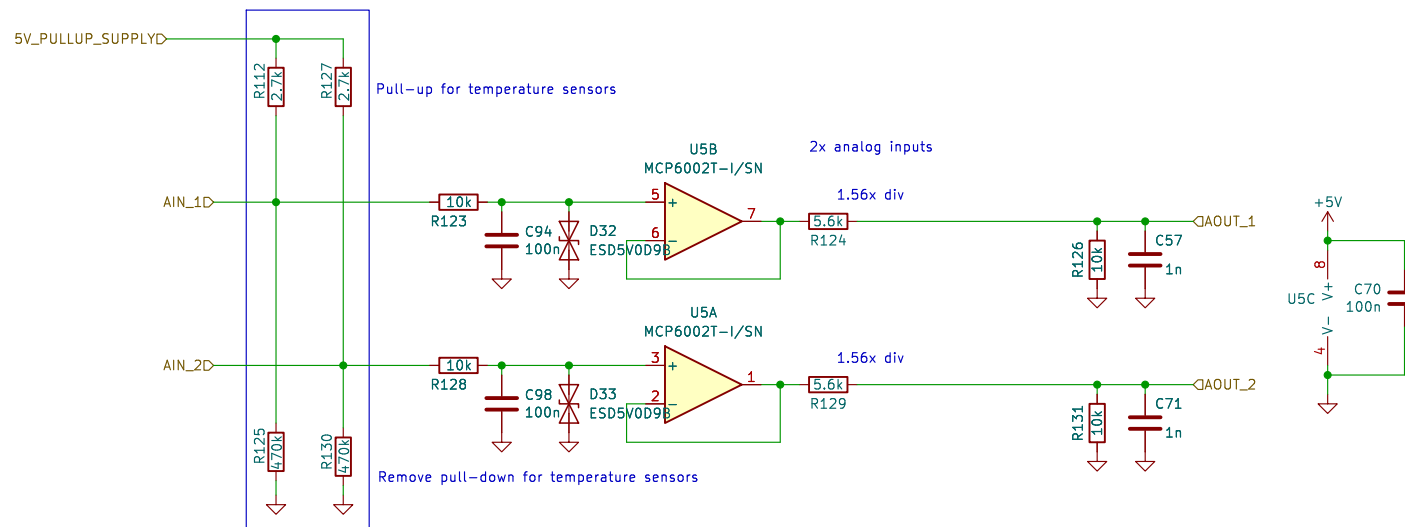 5V_PULLUP_SUPPLY
R112
2.7k
R127
2.7k
Pull-up for temperature sensors
U5B
MCP6002T-I/SN
2x analog inputs
1.56x div
AIN_1
10k
R123
C94
100n
D32
ESD5V0D9B
5
+
6
-
7
5.6k
R124
R126
10k
C57
1n
AOUT_1
+5V
8
V+
U5C
V-
4
C70
100n
U5A
MCP6002T-I/SN
1.56x div
AIN_2
10k
R128
C98
100n
D33
ESD5V0D9B
3
+
2
-
1
5.6k
R129
R131
10k
C71
1n
AOUT_2
R125
470k
R130
470k
Remove pull-down for temperature sensors